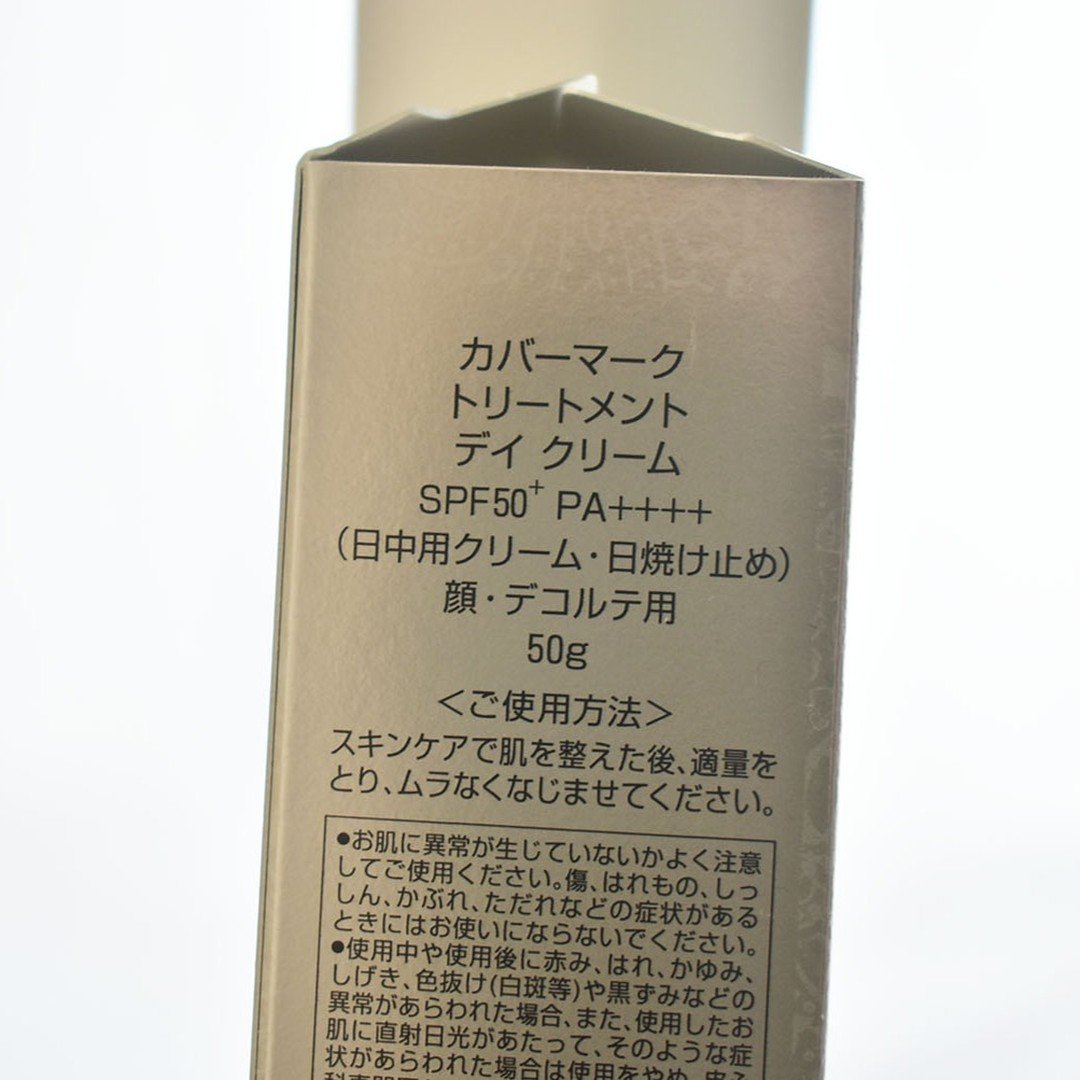 カバーマーク
トリートメント
デイ クリーム
SPF50⁺ PA++++
(日中用クリーム・日焼け止め)
顔・デコルテ用
50g
<ご使用方法>
スキンケアで肌を整えた後、適量を
とり、ムラなくなじませてください。
●お肌に異常が生じていないかよく注意
してご使用ください。傷、はれもの、しっ
しん、かぶれ、ただれなどの症状がある
ときにはお使いにならないでください。
●使用中や使用後に赤み、はれ、かゆみ、
しげき、色抜け(白斑等)や黒ずみなどの
異常があらわれた場合、また、使用したお
肌に直射日光があたって、そのような症
状があらわれた場合は使用をやめ、皮ふ
科専門医